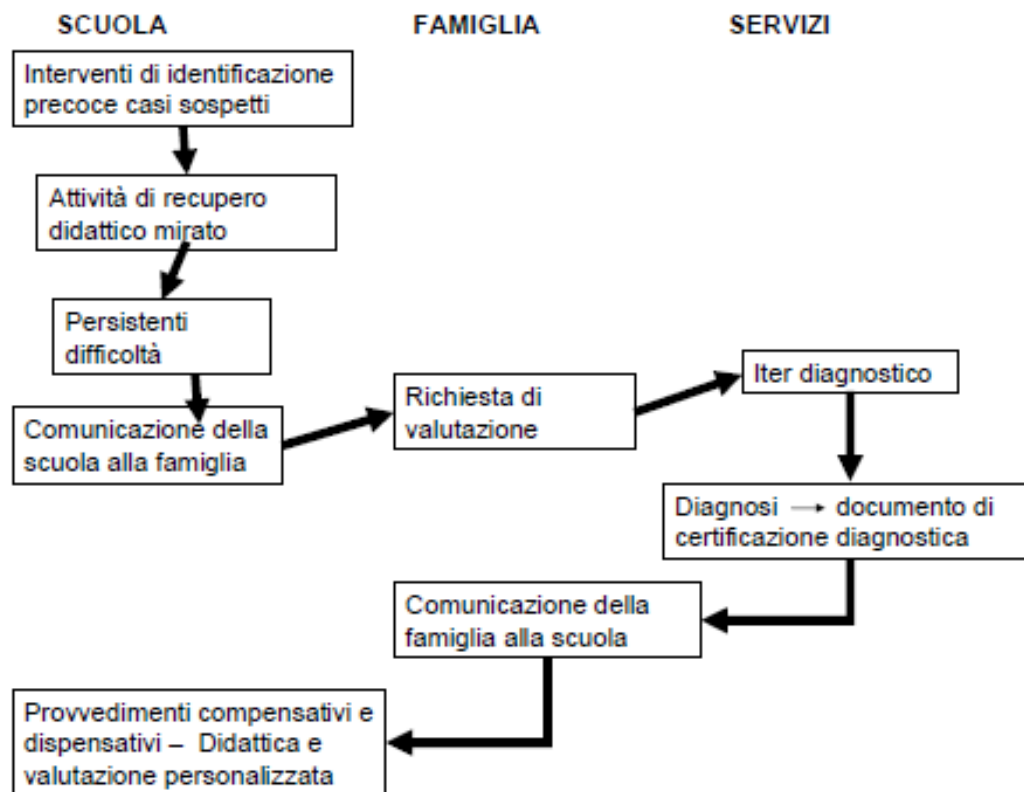 SCUOLA
FAMIGLIA
SERVIZI
Interventi di identificazione
precoce casi sospetti
Attività di recupero
didattico mirato
Persistenti
difficoltà
Comunicazione della
scuola alla famiglia
Richiesta di
valutazione
Iter diagnostico
Diagnosi → documento di
certificazione diagnostica
Comunicazione della
famiglia alla scuola
Provvedimenti compensativi e
dispensativi – Didattica e
valutazione personalizzata